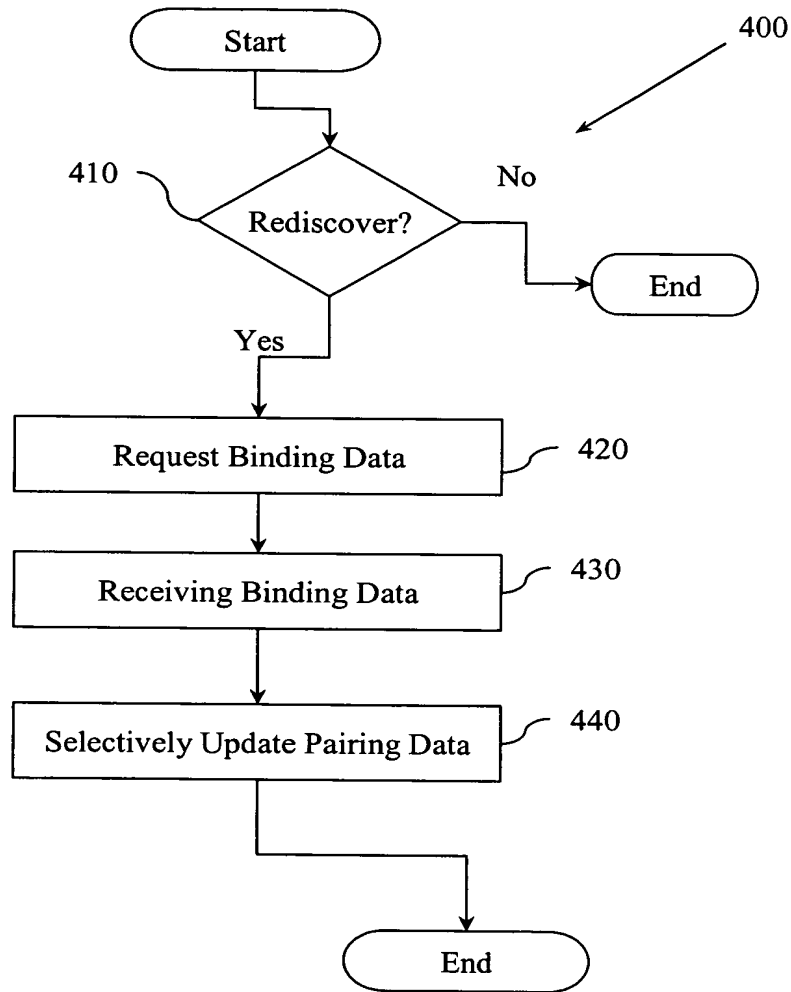 Start
400
410
No
Rediscover?
End
Yes
Request Binding Data
420
Receiving Binding Data
430
Selectively Update Pairing Data
440
End